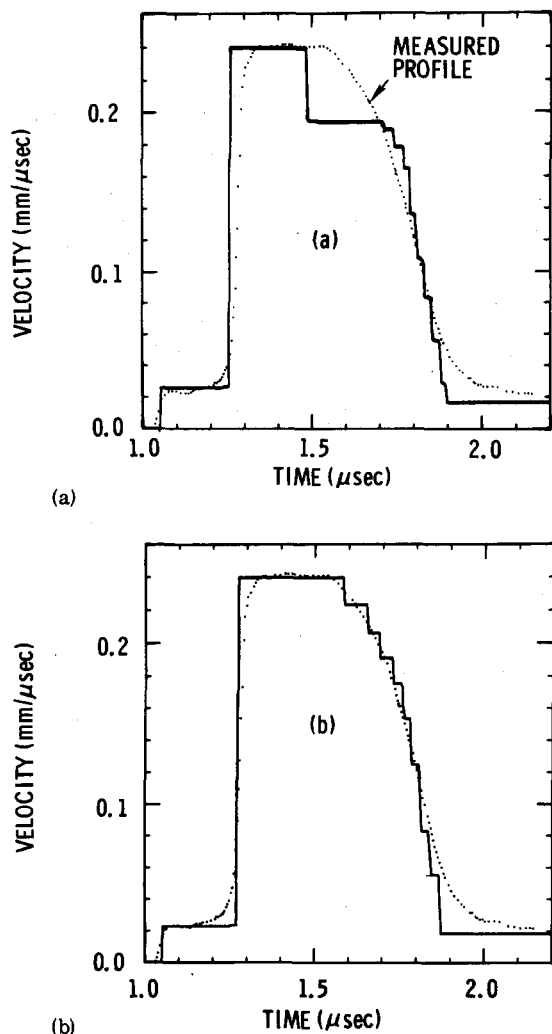 MEASURED
PROFILE
0.2
VELOCITY (mm/μsec)
(a)
0.1
0.0
1.0 1.5 2.0
TIME (μsec)
(a)
0.2
VELOCITY (mm/μsec)
(b)
0.1
0.0
1.0 1.5 2.0
TIME (μsec)
(b)